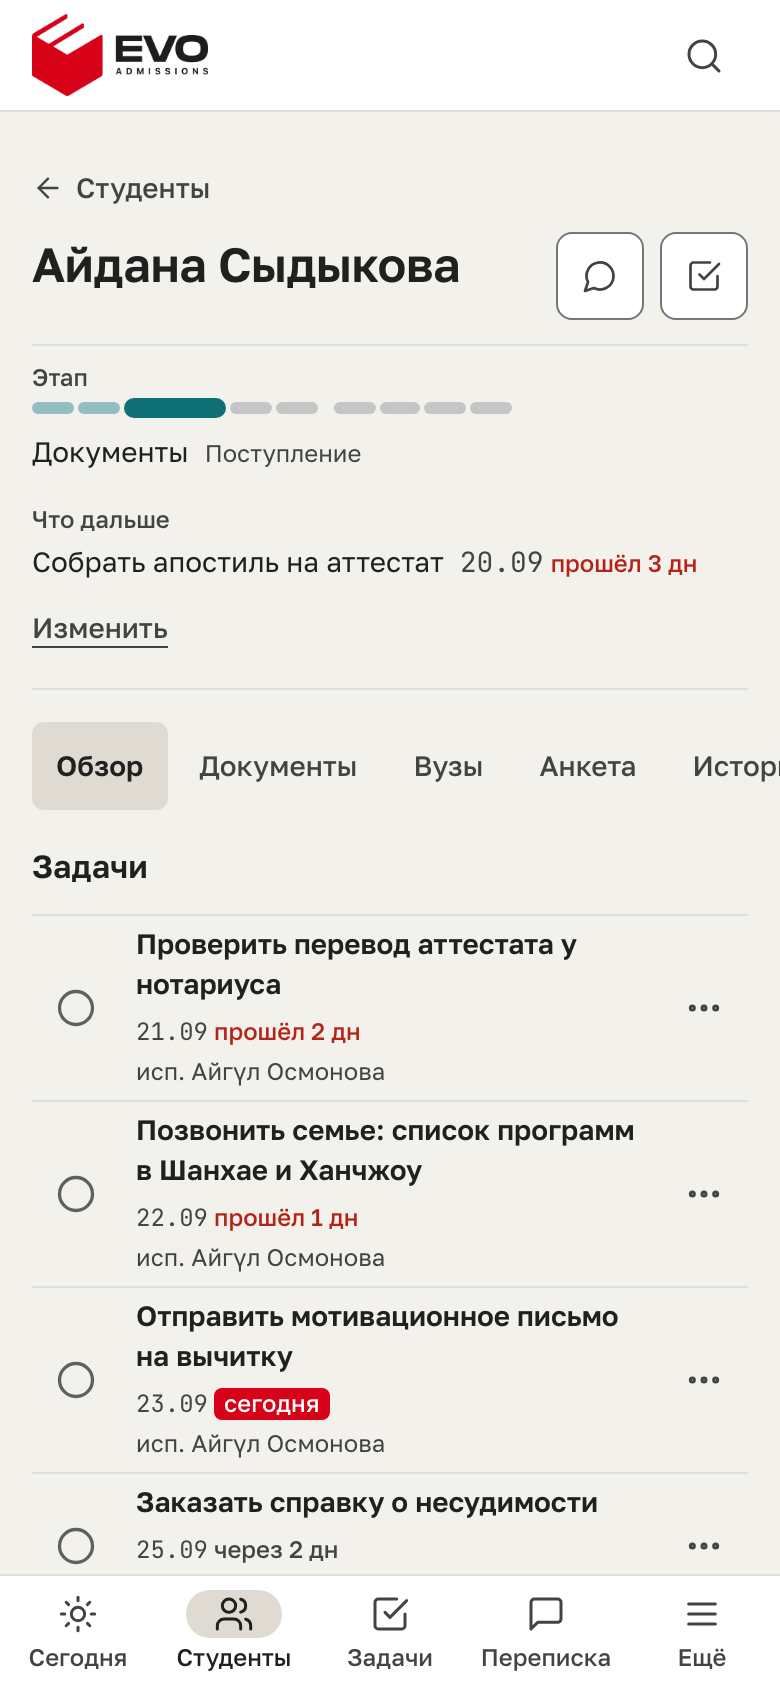 EVO
ADMISSIONS
Студенты
Айдана Сыдыкова
Этап
Документы Поступление
Что дальше
Собрать апостиль на аттестат 20.09 прошёл 3 дн
Изменить
Обзор Документы Вузы Анкета Истор
Задачи
Проверить перевод аттестата у
нотариуса
21.09 прошёл 2 дн
исп. Айгүл Осмонова
Позвонить семье: список программ
в Шанхае и Ханчжоу
22.09 прошёл 1 дн
исп. Айгүл Осмонова
Отправить мотивационное письмо
на вычитку
23.09 сегодня
исп. Айгүл Осмонова
Заказать справку о несудимости
25.09 через 2 дн
Сегодня Студенты Задачи Переписка Ещё